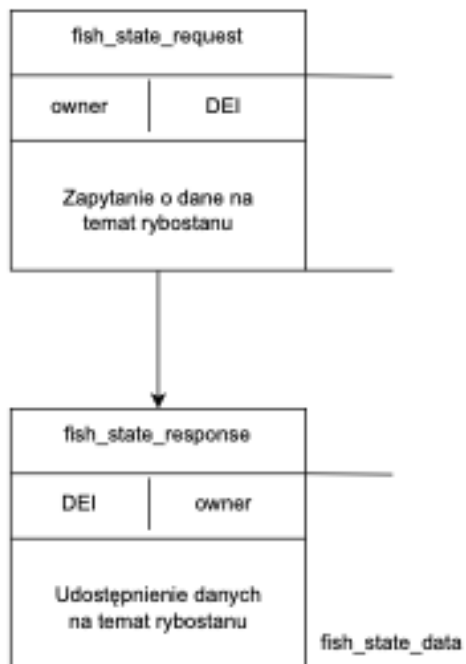 fish_state_request
owner DEI
Zapytanie o dane na
temat rybostanu
fish_state_response
DEI owner
Udostępnienie danych
na temat rybostanu
fish_state_data